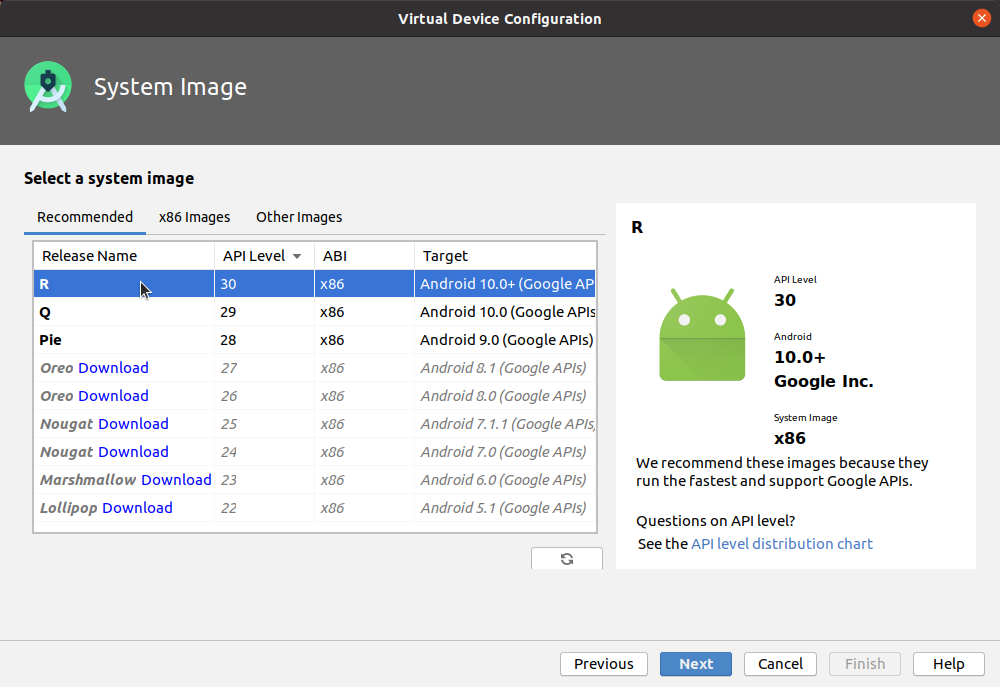 Virtual Device Configuration
System Image
Select a system image
Recommended x86 Images Other Images
Release Name API Level ABI Target
R 30 x86 Android 10.0+ (Google AP
Q 29 x86 Android 10.0 (Google APIs
Pie 28 x86 Android 9.0 (Google APIs)
Oreo Download 27 x86 Android 8.1 (Google APIs)
Oreo Download 26 x86 Android 8.0 (Google APIs)
Nougat Download 25 x86 Android 7.1.1 (Google APIs)
Nougat Download 24 x86 Android 7.0 (Google APIs)
Marshmallow Download 23 x86 Android 6.0 (Google APIs)
Lollipop Download 22 x86 Android 5.1 (Google APIs)
R
API Level
30
Android
10.0+
Google Inc.
System Image
x86
We recommend these images because they
run the fastest and support Google APIs.
Questions on API level?
See the API level distribution chart
Previous Next Cancel Finish Help